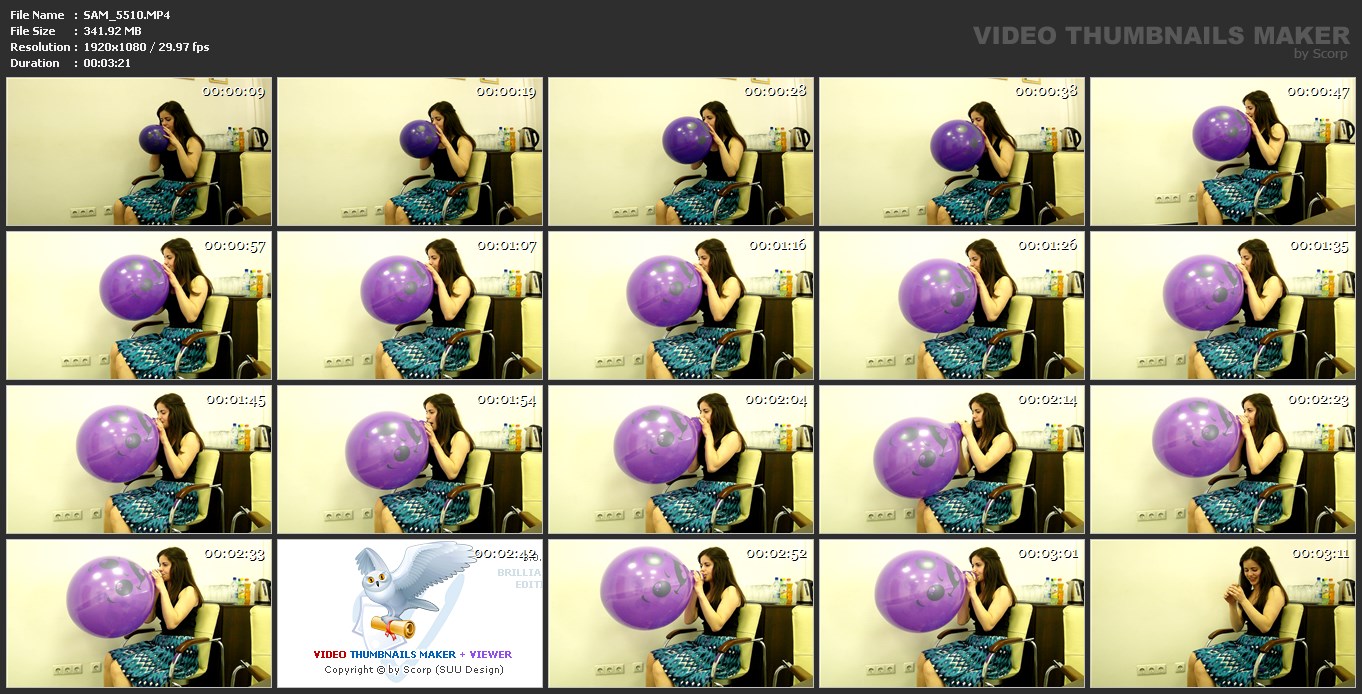 File Name : SAM_5510.MP4
File Size : 341.92 MB
Resolution : 1920x1080 / 29.97 fps
Duration : 00:03:21
VIDEO THUMBNAILS MAKER
by Scorp
00:00:09
00:00:19
00:00:28
00:00:38
00:00:47
00:00:57
00:01:07
00:01:16
00:01:26
00:01:35
00:01:45
00:01:54
00:02:04
00:02:14
00:02:23
00:02:33
00:02:42
BRILLIA
EDITI
VIDEO THUMBNAILS MAKER + VIEWER
Copyright © by Scorp (SUU Design)
00:02:52
00:03:01
00:03:11